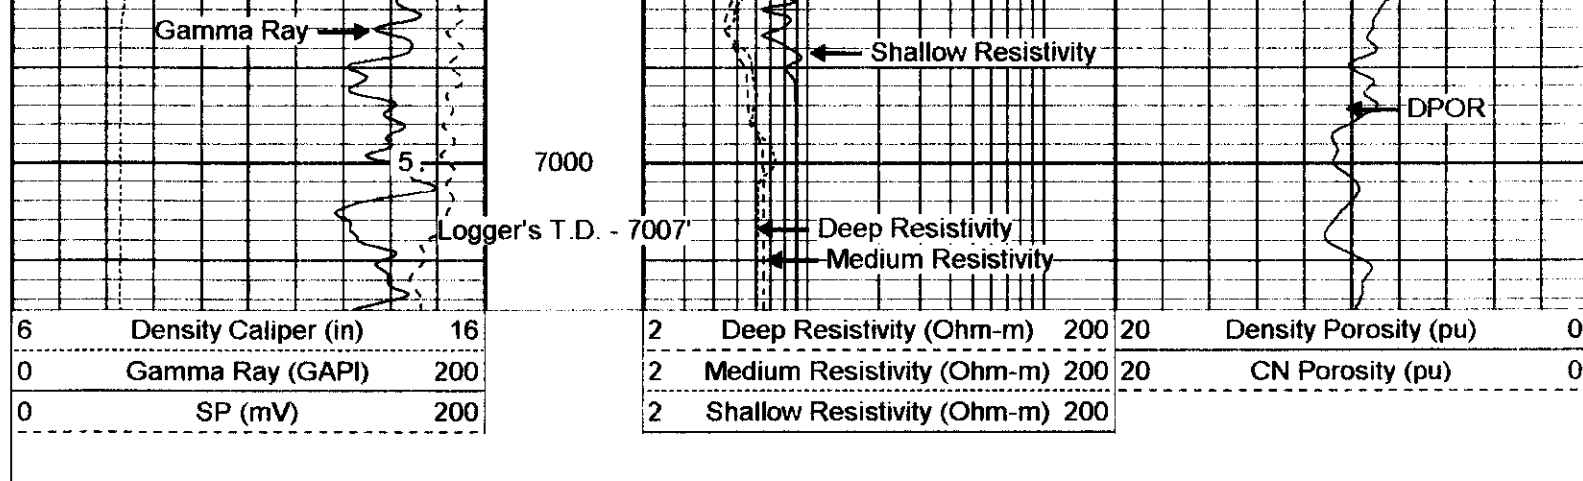 Gamma Ray
Shallow Resistivity
DPOR
5
7000
Logger's T.D. - 7007'
Deep Resistivity
Medium Resistivity
6 Density Caliper (in) 16
2 Deep Resistivity (Ohm-m) 200
20 Density Porosity (pu) 0
0 Gamma Ray (GAPI) 200
2 Medium Resistivity (Ohm-m) 200
20 CN Porosity (pu) 0
0 SP (mV) 200
2 Shallow Resistivity (Ohm-m) 200